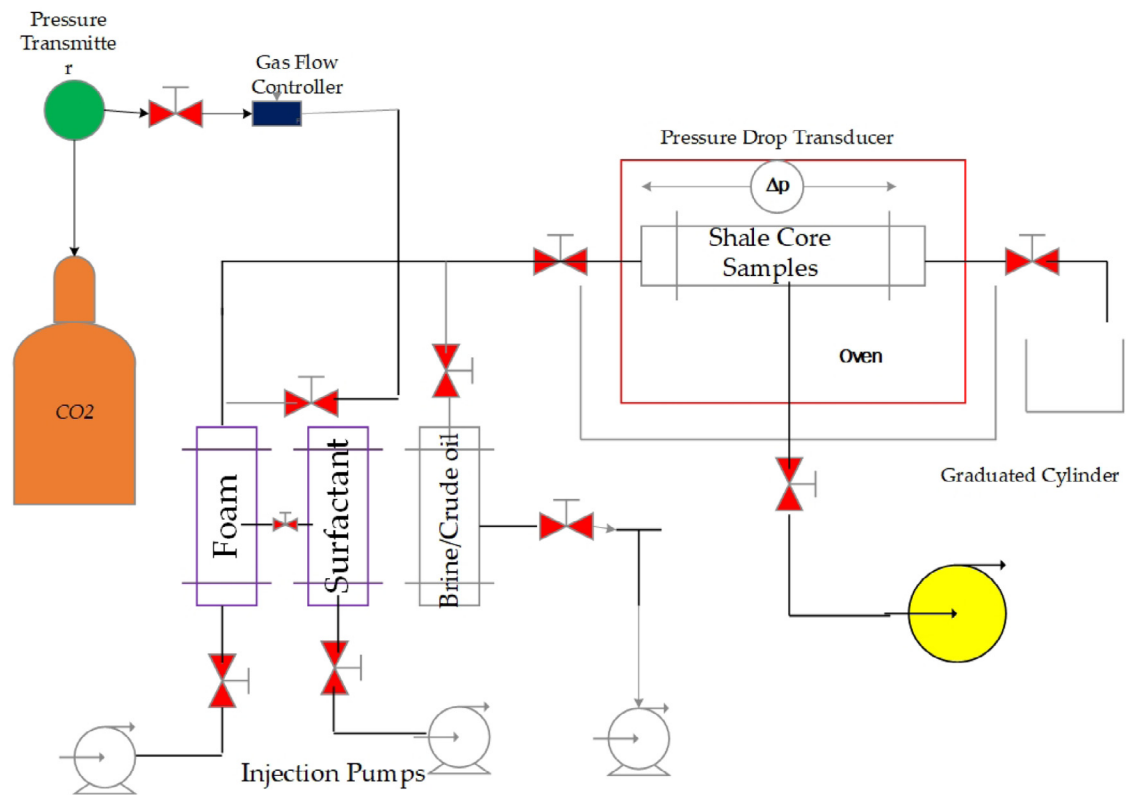 Pressure
Transmitte
r
Gas Flow
Controller
Pressure Drop Transducer
Δp
Shale Core
Samples
Oven
CO2
Foam
Surfactant
Brine/Crude oil
Graduated Cylinder
Injection Pumps